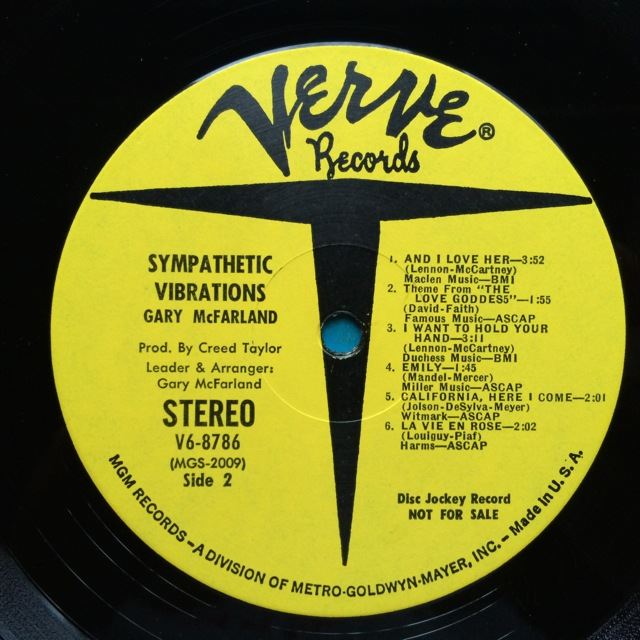 Verve®
Records
SYMPATHETIC
VIBRATIONS
GARY McFARLAND
Prod. By Creed Taylor
Leader & Arranger:
Gary McFarland
STEREO
V6-8786
(MGS-2009)
Side 2
1. AND I LOVE HER—3:52
(Lennon-McCartney)
Maclen Music—BMI
2. Theme From "THE
LOVE GODDESS"—1:55
(David-Faith)
Famous Music—ASCAP
3. I WANT TO HOLD YOUR
HAND—3:11
(Lennon-McCartney)
Duchess Music—BMI
4. EMILY—1:45
(Mandel-Mercer)
Miller Music—ASCAP
5. CALIFORNIA, HERE I COME—2:01
(Jolson-DeSylva-Meyer)
Witmark—ASCAP
6. LA VIE EN ROSE—2:02
(Louiguy-Piaf)
Harms—ASCAP
Disc Jockey Record
NOT FOR SALE
MGM RECORDS—A DIVISION OF METRO-GOLDWYN-MAYER, INC.—Made in U.S.A.